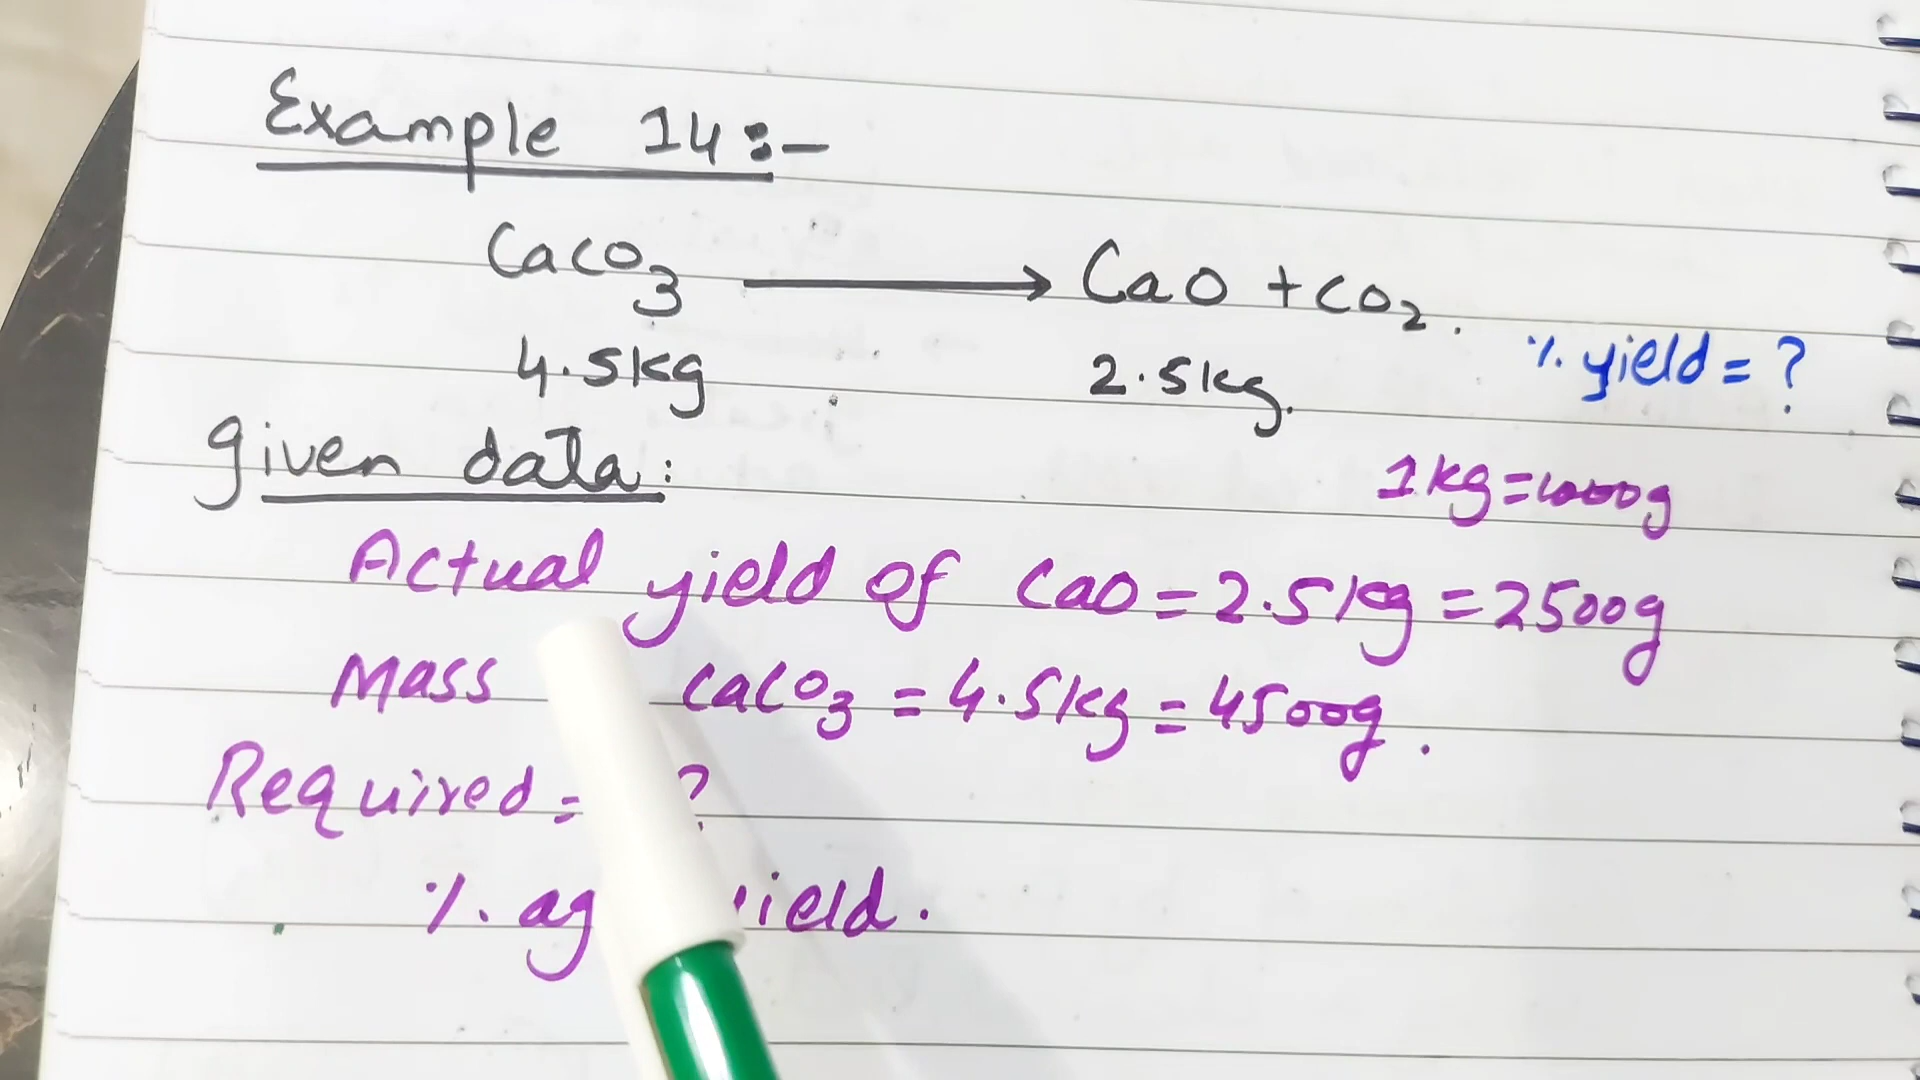 Example 14:-
CaCO3 → CaO + CO2.
4.5kg 2.5kg.
% yield = ?
given data:
1kg=1000g
Actual yield of CaO = 2.5kg = 2500g
Mass CaCO3 = 4.5kg = 4500g.
Required = ?
% ag